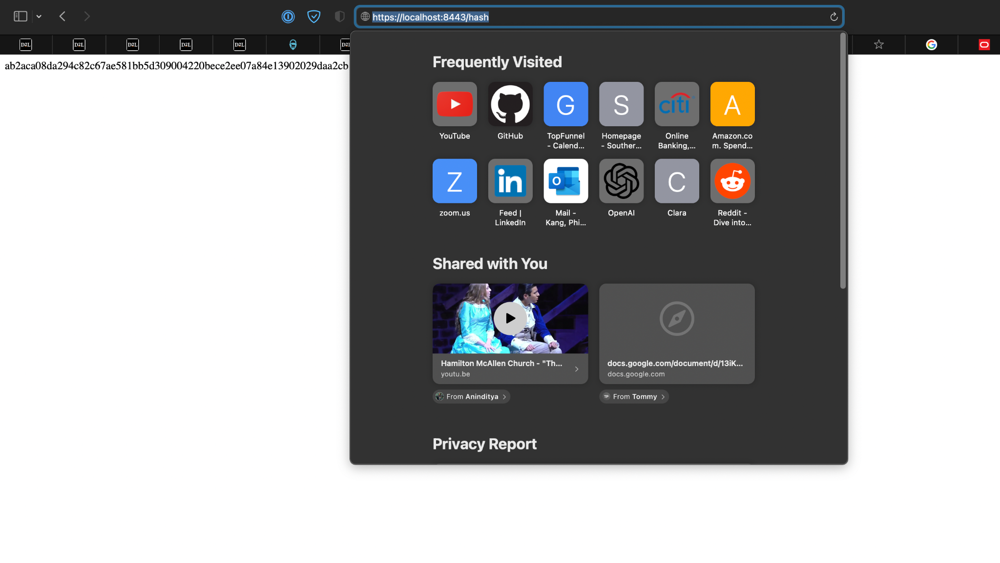 https://localhost:8443/hash
D2L D2L D2L D2L D2L D2L
ab2aca08da294c82c67ae581bb5d309004220bece2ee07a84e13902029daa2cb
Frequently Visited
G S citi A
YouTube GitHub TopFunnel - Calend... Homepage - Souther... Online Banking,... Amazon.com. Spend...
Z in O C
zoom.us Feed | LinkedIn Mail - Kang, Phi... OpenAI Clara Reddit - Dive into...
Shared with You
Hamilton McAllen Church - "Th...
youtu.be
From Aninditya
docs.google.com/document/d/13iK...
docs.google.com
TP From Tommy
Privacy Report